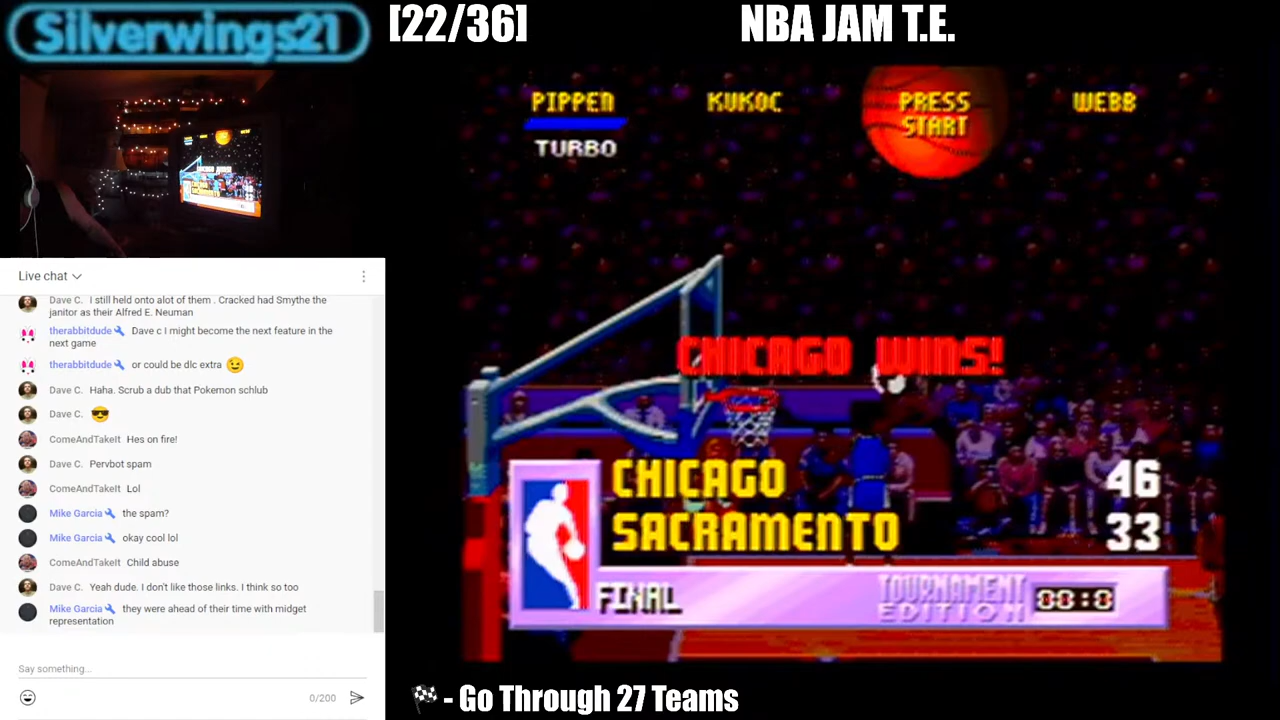 Silverwings21
[22/36]
NBA JAM T.E.
PIPPEN
KUKOC
PRESS
START
WEBB
TURBO
CHICAGO WINS!
CHICAGO 46
SACRAMENTO 33
FINAL
TOURNAMENT
EDITION
00:0
🏁 - Go Through 27 Teams
Live chat
Dave C. I still held onto alot of them . Cracked had Smythe the
janitor as their Alfred E. Neuman
therabbitdude Dave c I might become the next feature in the
next game
therabbitdude or could be dlc extra 😉
Dave C. Haha. Scrub a dub that Pokemon schlub
Dave C. 😎
ComeAndTakeIt Hes on fire!
Dave C. Pervbot spam
ComeAndTakeIt Lol
Mike Garcia the spam?
Mike Garcia okay cool lol
ComeAndTakeIt Child abuse
Dave C. Yeah dude. I don't like those links. I think so too
Mike Garcia they were ahead of their time with midget
representation
Say something...
0/200